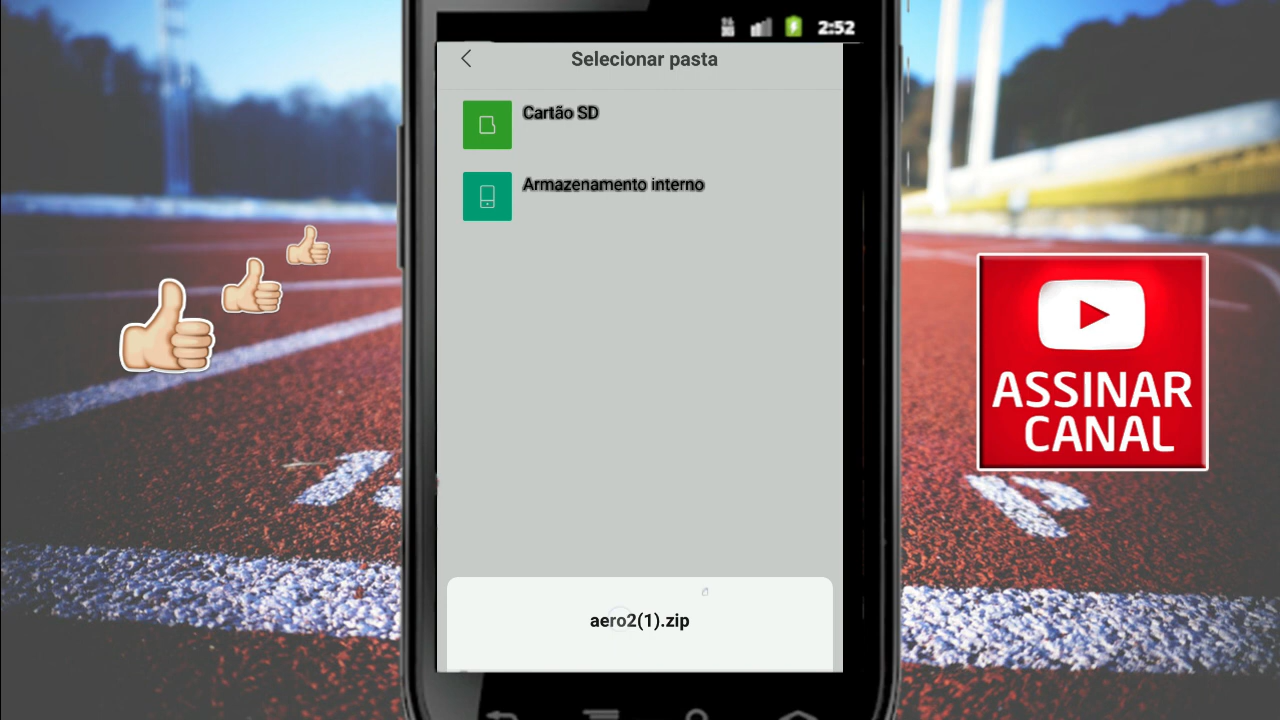 2:52
Selecionar pasta
Cartão SD
Armazenamento interno
aero2(1).zip
ASSINAR
CANAL